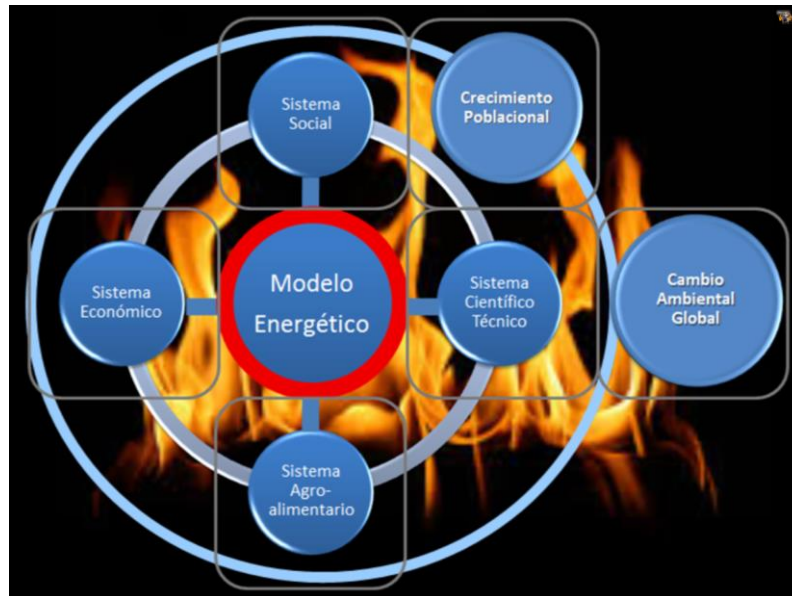 Sistema
Social
Crecimiento
Poblacional
Sistema
Económico
Modelo
Energético
Sistema
Científico
Técnico
Cambio
Ambiental
Global
Sistema
Agro-
alimentario